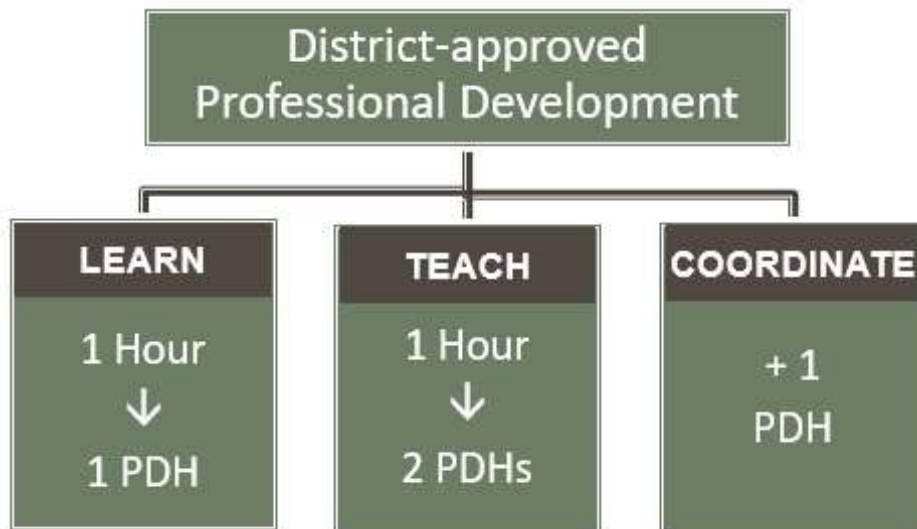 District-approved
Professional Development
LEARN
1 Hour
↓
1 PDH
TEACH
1 Hour
↓
2 PDHs
COORDINATE
+ 1
PDH